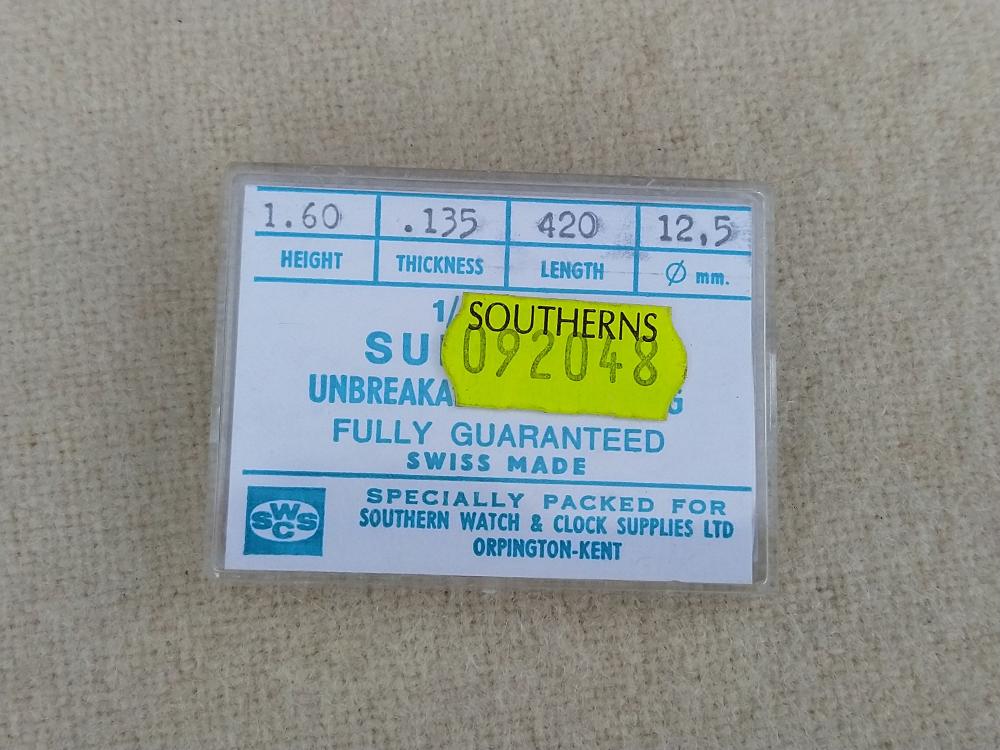 1.60 .135 420 12,5
HEIGHT THICKNESS LENGTH Ø mm.
1/
SOUTHERNS
SU
092048
UNBREAKA G
FULLY GUARANTEED
SWISS MADE
SWCS
SPECIALLY PACKED FOR
SOUTHERN WATCH & CLOCK SUPPLIES LTD
ORPINGTON-KENT